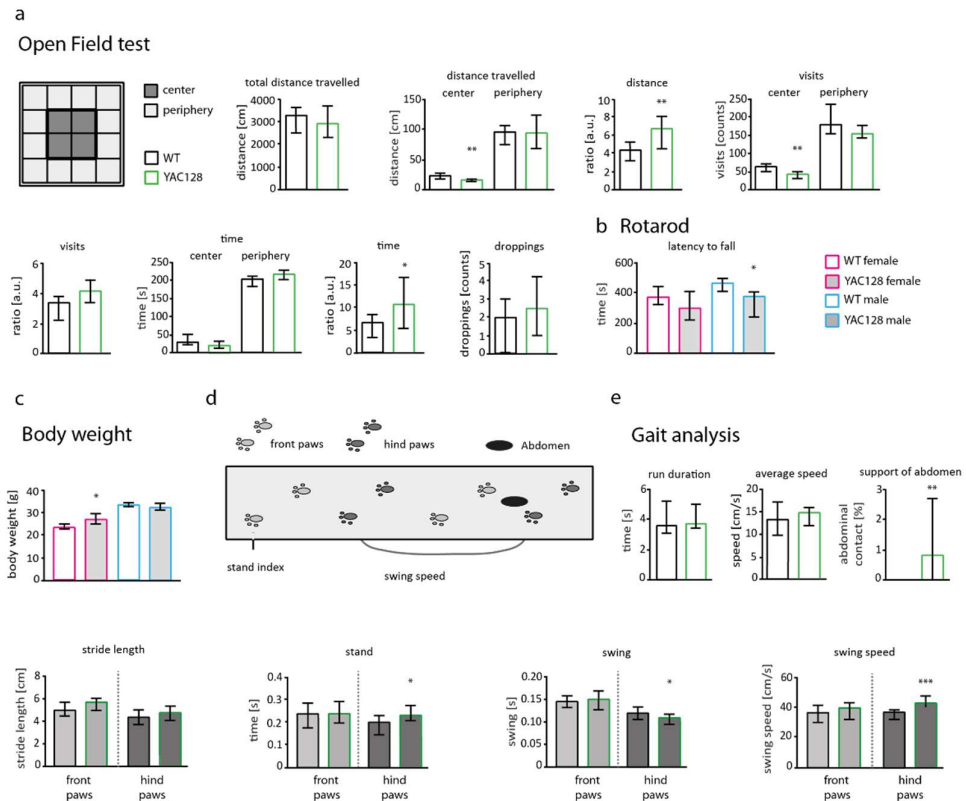 a
Open Field test
center
periphery
WT
YAC128
total distance travelled
distance [cm]
4000
3000
2000
1000
0
distance travelled
center periphery
distance [cm]
150
100
50
0
**
distance
ratio [a.u.]
10
8
6
4
2
0
**
visits
center periphery
visits [counts]
250
200
150
100
50
0
**
visits
ratio [a.u.]
6
4
2
0
time
center periphery
time [s]
250
200
150
100
50
0
time
ratio [a.u.]
20
15
10
5
0
*
droppings
droppings [counts]
5
4
3
2
1
0
b Rotarod
latency to fall
time [s]
600
400
200
0
*
WT female
YAC128 female
WT male
YAC128 male
c
Body weight
body weight [g]
40
30
20
10
0
*
d
front paws hind paws Abdomen
stand index
swing speed
e
Gait analysis
run duration
time [s]
6
4
2
0
average speed
speed [cm/s]
20
15
10
5
0
support of abdomen
abdominal
contact [%]
3
2
1
0
**
stride length
stride length [cm]
8
6
4
2
0
front
paws
hind
paws
stand
time [s]
0.4
0.2
0
*
front
paws
hind
paws
swing
swing [s]
0.20
0.15
0.1
0.05
0
*
front
paws
hind
paws
swing speed
swing speed [cm/s]
60
40
20
0
***
front
paws
hind
paws